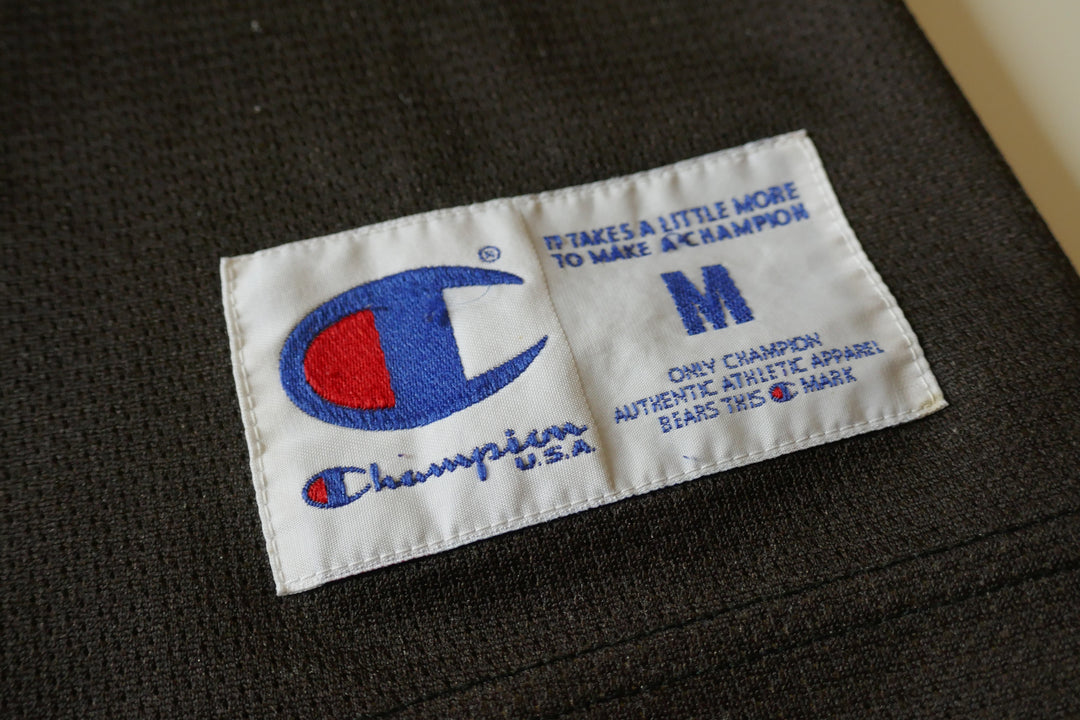 ®
Champion
U.S.A.
IT TAKES A LITTLE MORE
TO MAKE A CHAMPION
M
ONLY CHAMPION
AUTHENTIC ATHLETIC APPAREL
BEARS THIS C MARK